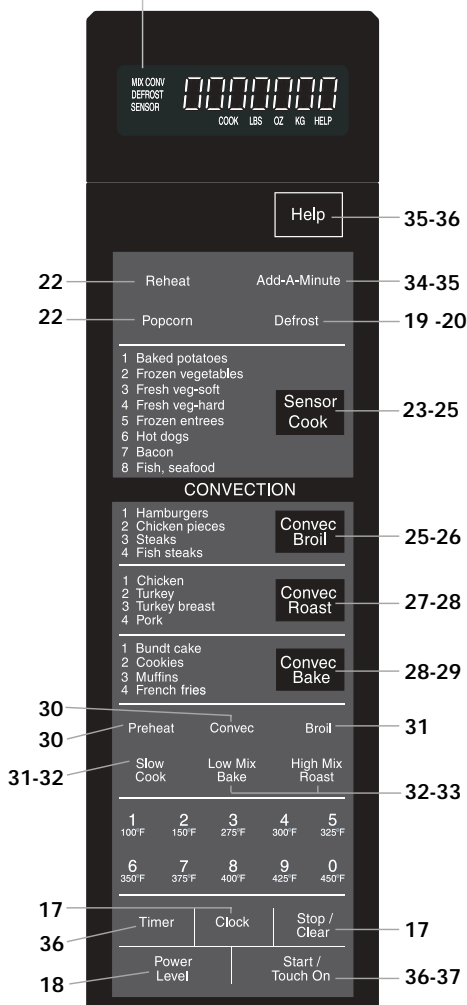 MIX CONV
DEFROST
SENSOR
0000000
COOK LBS OZ KG HELP
Help 35-36
22 Reheat Add-A-Minute 34-35
22 Popcorn Defrost 19 -20
1 Baked potatoes
2 Frozen vegetables
3 Fresh veg-soft
4 Fresh veg-hard
5 Frozen entrees
6 Hot dogs
7 Bacon
8 Fish, seafood
Sensor
Cook
23-25
CONVECTION
1 Hamburgers
2 Chicken pieces
3 Steaks
4 Fish steaks
Convec
Broil
25-26
1 Chicken
2 Turkey
3 Turkey breast
4 Pork
Convec
Roast
27-28
1 Bundt cake
2 Cookies
3 Muffins
4 French fries
Convec
Bake
28-29
30
30 Preheat Convec Broil 31
Slow Low Mix High Mix
Cook Bake Roast
31-32
32-33
1 2 3 4 5
100°F 150°F 275°F 300°F 325°F
6 7 8 9 0
350°F 375°F 400°F 425°F 450°F
17
36
Timer Clock Stop /
Clear
17
Power
Level
18
Start /
Touch On
36-37